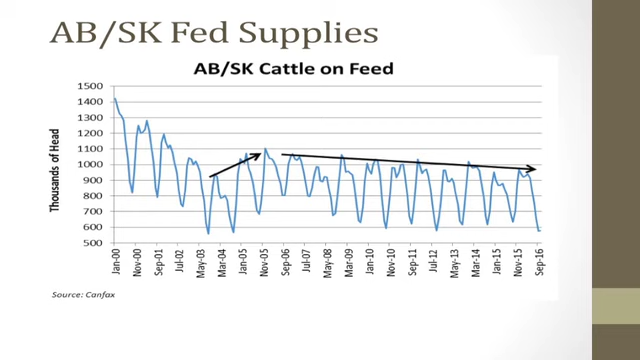 AB/SK Fed Supplies
AB/SK Cattle on Feed
Thousands of Head
1500
1400
1300
1200
1100
1000
900
800
700
600
500
Jan-00
Nov-00
Sep-01
Jul-02
May-03
Mar-04
Jan-05
Nov-05
Sep-06
Jul-07
May-08
Mar-09
Jan-10
Nov-10
Sep-11
Jul-12
May-13
Mar-14
Jan-15
Nov-15
Sep-16
Source: Canfax